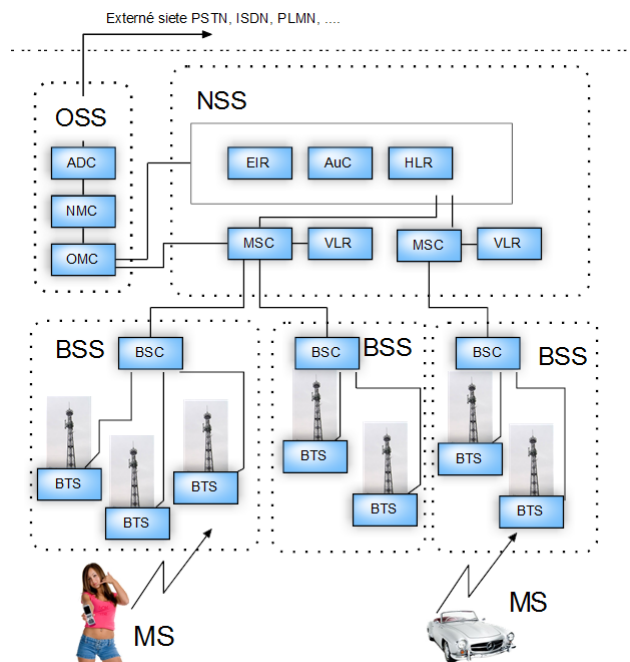 Externé siete PSTN, ISDN, PLMN, ....
OSS
NSS
ADC
NMC
OMC
EIR
AuC
HLR
MSC
VLR
MSC
VLR
BSS
BSC
BSC
BSS
BSC
BSS
BTS
BTS
BTS
BTS
BTS
BTS
BTS
MS
MS